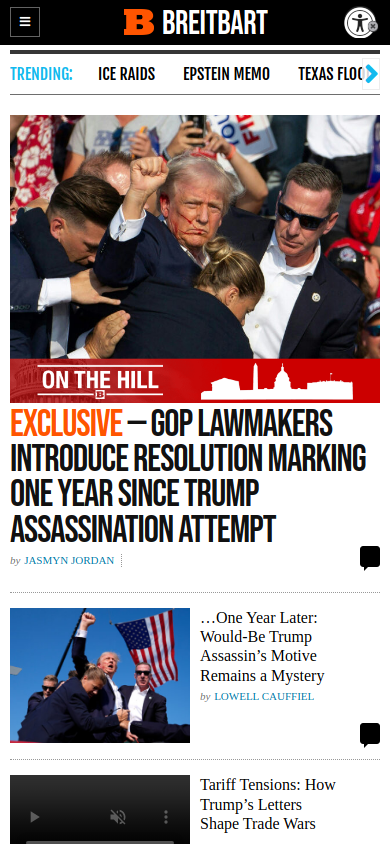 B BREITBART
TRENDING: ICE RAIDS EPSTEIN MEMO TEXAS FLOO
YOU
FIRE
ON THE HILL
B
EXCLUSIVE – GOP LAWMAKERS
INTRODUCE RESOLUTION MARKING
ONE YEAR SINCE TRUMP
ASSASSINATION ATTEMPT
by JASMYN JORDAN
…One Year Later:
Would-Be Trump
Assassin’s Motive
Remains a Mystery
by LOWELL CAUFFIEL
Tariff Tensions: How
Trump’s Letters
Shape Trade Wars